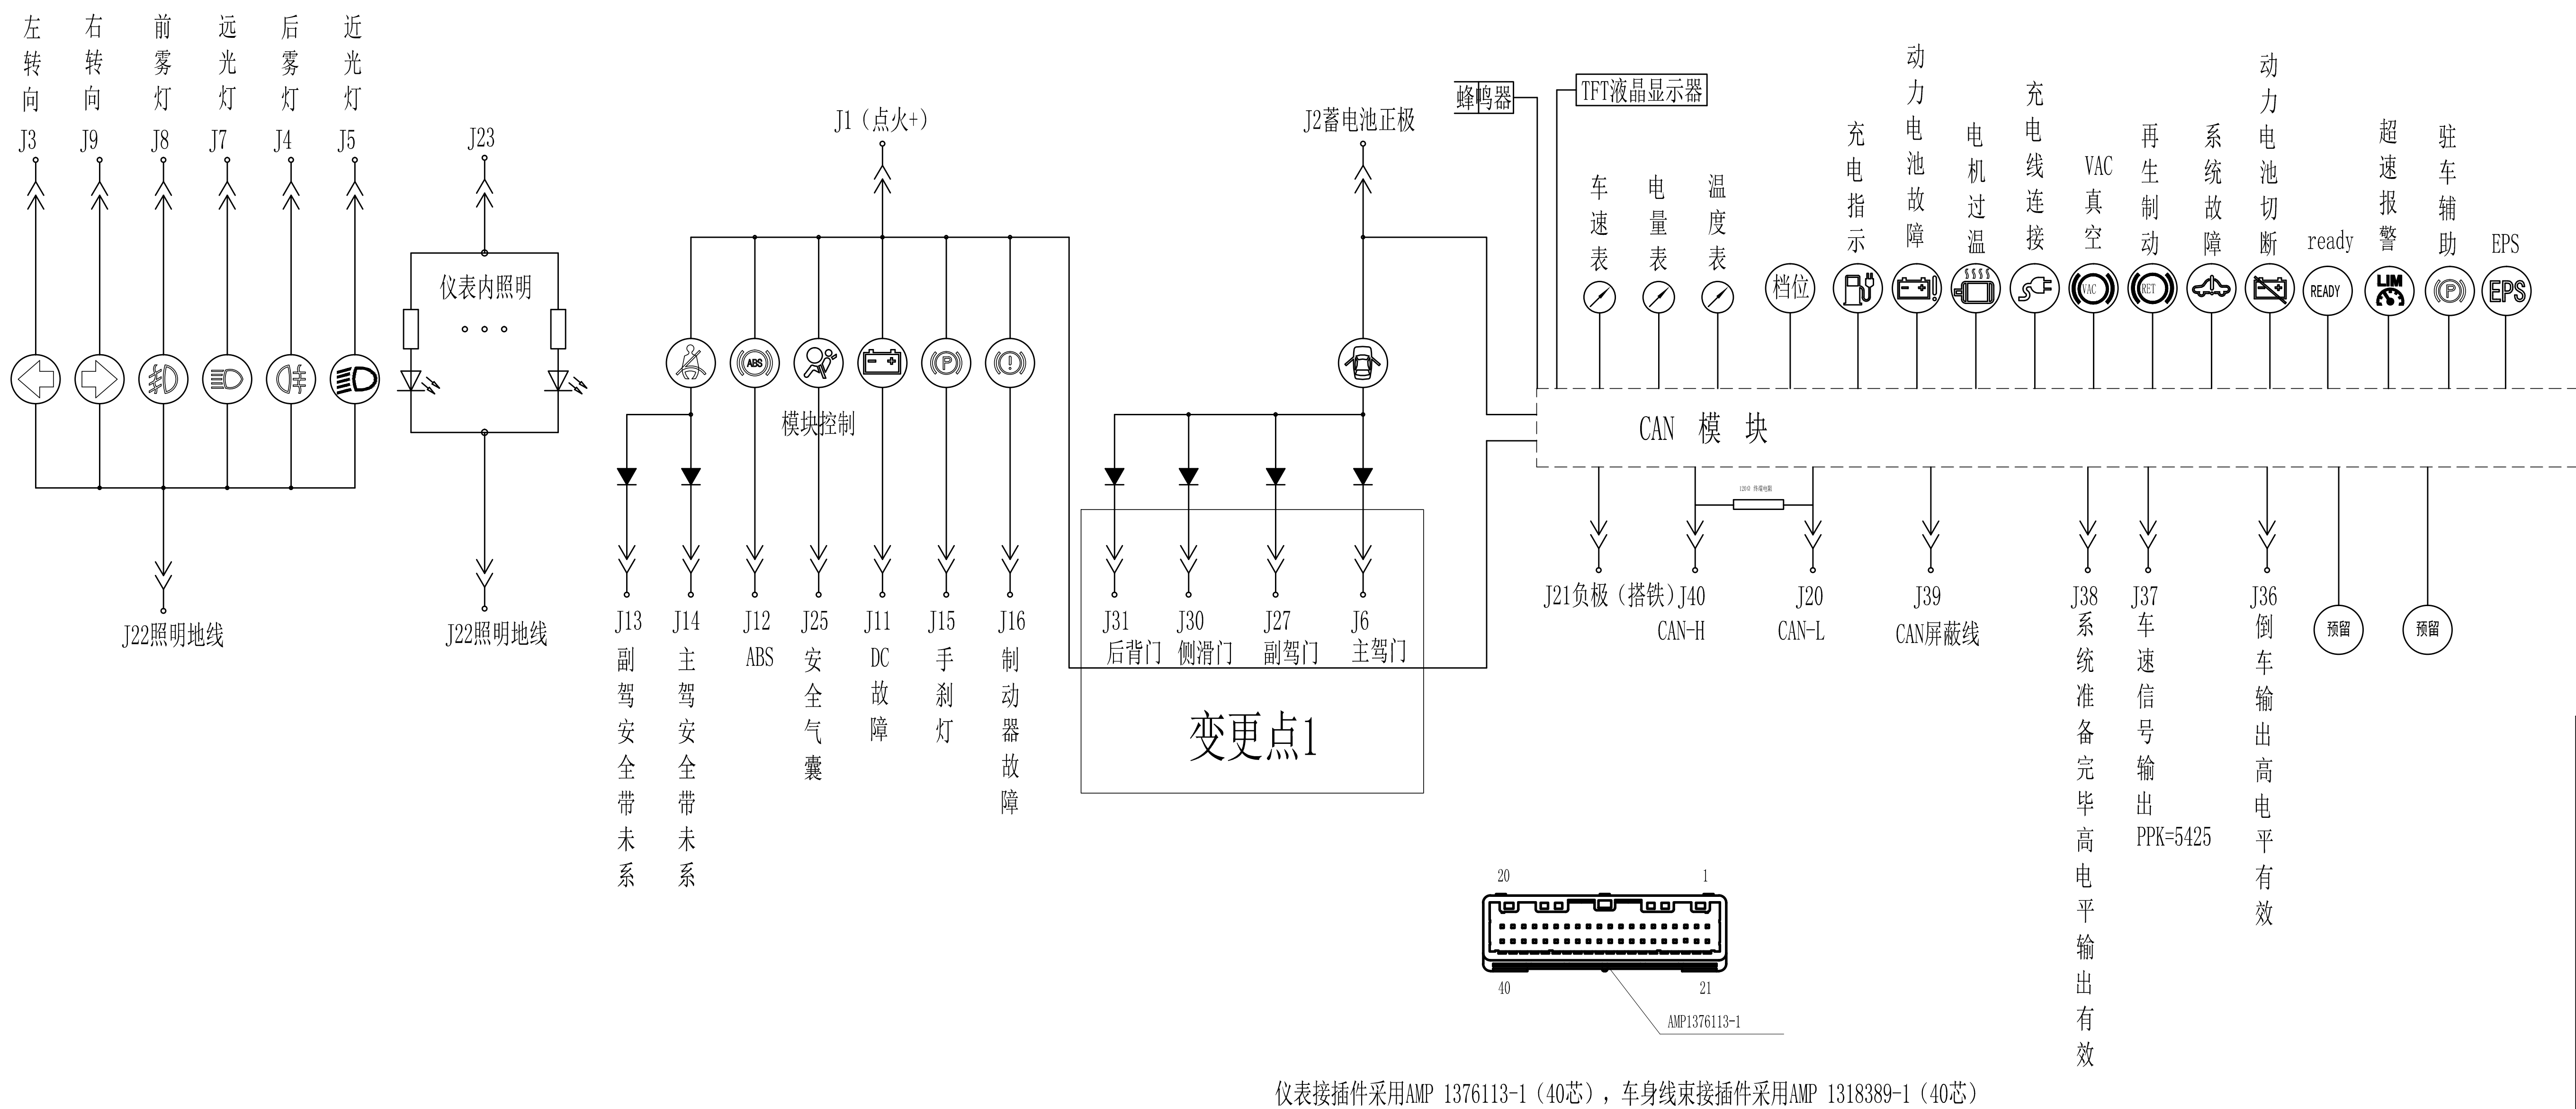 左转向
右转向
前雾灯
远光灯
后雾灯
近光灯
J3
J9
J8
J7
J4
J5
J22照明地线
J23
仪表内照明
J22照明地线
J1（点火+）
ABS
P
模块控制
J13
副驾安全带未系
J14
主驾安全带未系
J12
ABS
J25
安全气囊
J11
DC故障
J15
手刹灯
J16
制动器故障
J2蓄电池正极
J31
后背门
J30
侧滑门
J27
副驾门
J6
主驾门
变更点1
蜂鸣器
TFT液晶显示器
车速表
电量表
温度表
档位
充电指示
动力电池故障
电机过温
充电线连接
VAC
真空
VAC
再生制动
RET
系统故障
动力电池切断
ready
READY
超速报警
LIM
驻车辅助
P
EPS
EPS
CAN 模 块
120Ω 终端电阻
J21负极（搭铁）
J40
CAN-H
J20
CAN-L
J39
CAN屏蔽线
J38
系统准备完毕高电平输出有效
J37
车速信号输出
PPK=5425
J36
倒车输出高电平有效
预留
预留
20
1
40
21
AMP1376113-1
仪表接插件采用AMP 1376113-1（40芯），车身线束接插件采用AMP 1318389-1（40芯）